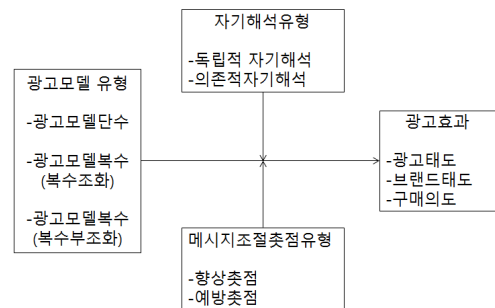 자기해석유형
-독립적 자기해석
-의존적자기해석
광고모델 유형
-광고모델단수
-광고모델복수
(복수조화)
-광고모델복수
(복수부조화)
광고효과
-광고태도
-브랜드태도
-구매의도
메시지조절촛점유형
-향상촛점
-예방촛점